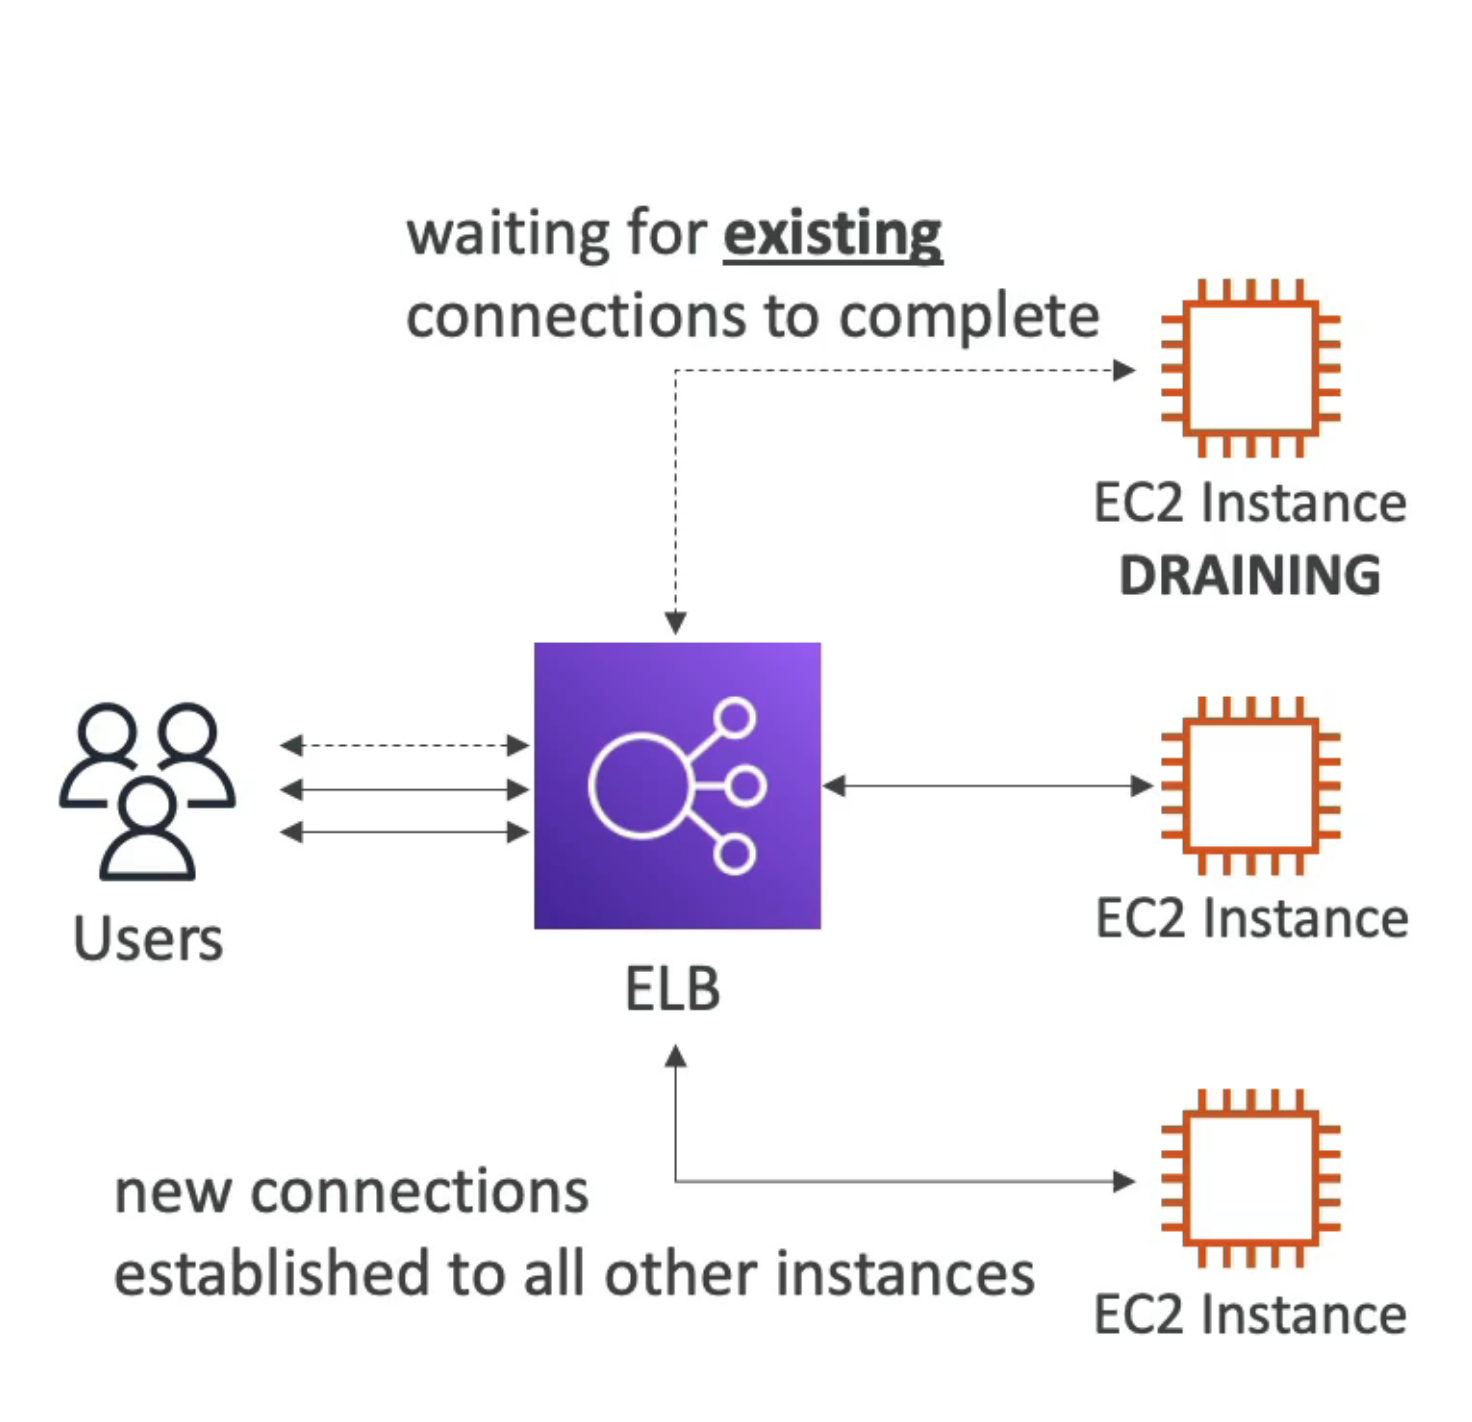 waiting for existing
connections to complete
EC2 Instance
DRAINING
Users
ELB
EC2 Instance
new connections
established to all other instances
EC2 Instance